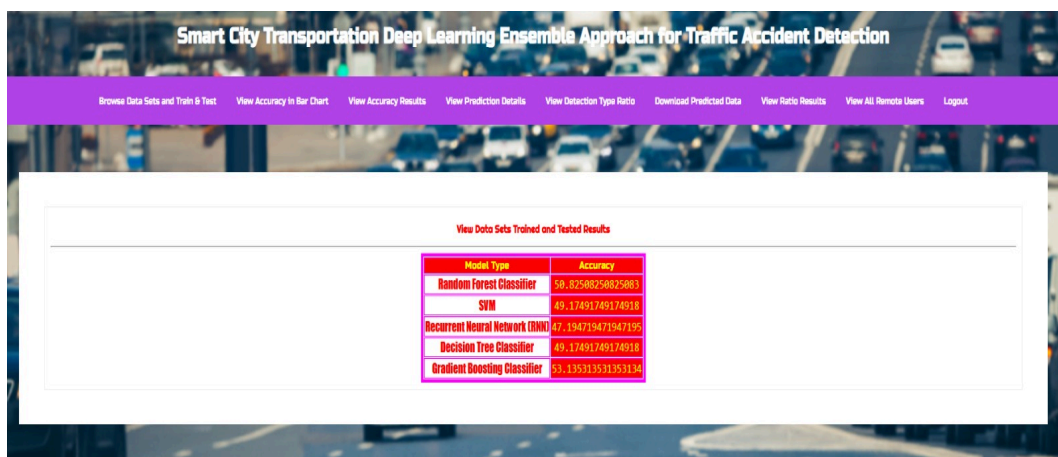 Smart City Transportation Deep Learning Ensemble Approach for Traffic Accident Detection
Browse Data Sets and Train & Test View Accuracy in Bar Chart View Accuracy Results View Prediction Details View Detection Type Ratio Download Predicted Data View Ratio Results View All Remote Users Logout
View Data Sets Trained and Tested Results
Model Type Accuracy
Random Forest Classifier 50.82508250825083
SVM 49.17491749174918
Recurrent Neural Network (RNN) 47.194719471947195
Decision Tree Classifier 49.17491749174918
Gradient Boosting Classifier 53.135313531353134